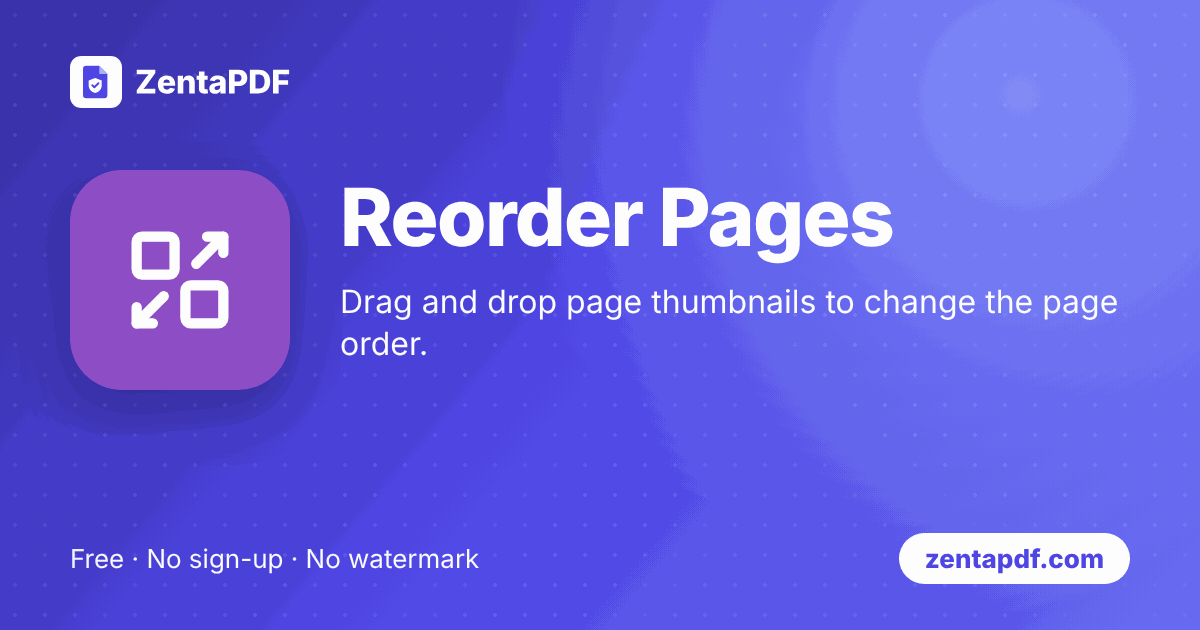 ZentaPDF
Reorder Pages
Drag and drop page thumbnails to change the page
order.
Free · No sign-up · No watermark
zentapdf.com